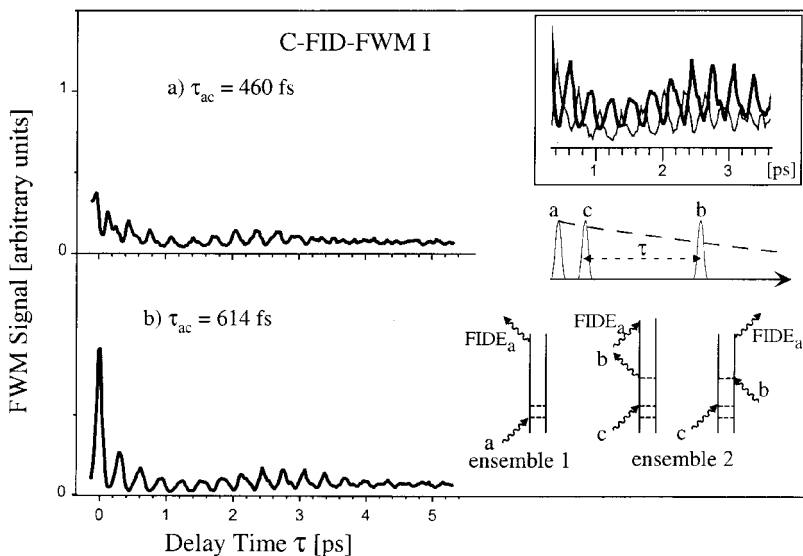 C-FID-FWM I
a) τac = 460 fs
1
0
b) τac = 614 fs
0
0 1 2 3 4 5
Delay Time τ [ps]
FWM Signal [arbitrary units]
1 2 3 [ps]
a c b
τ
FIDEa
a
ensemble 1
FIDEa
b
c
FIDEa
b
c
ensemble 2